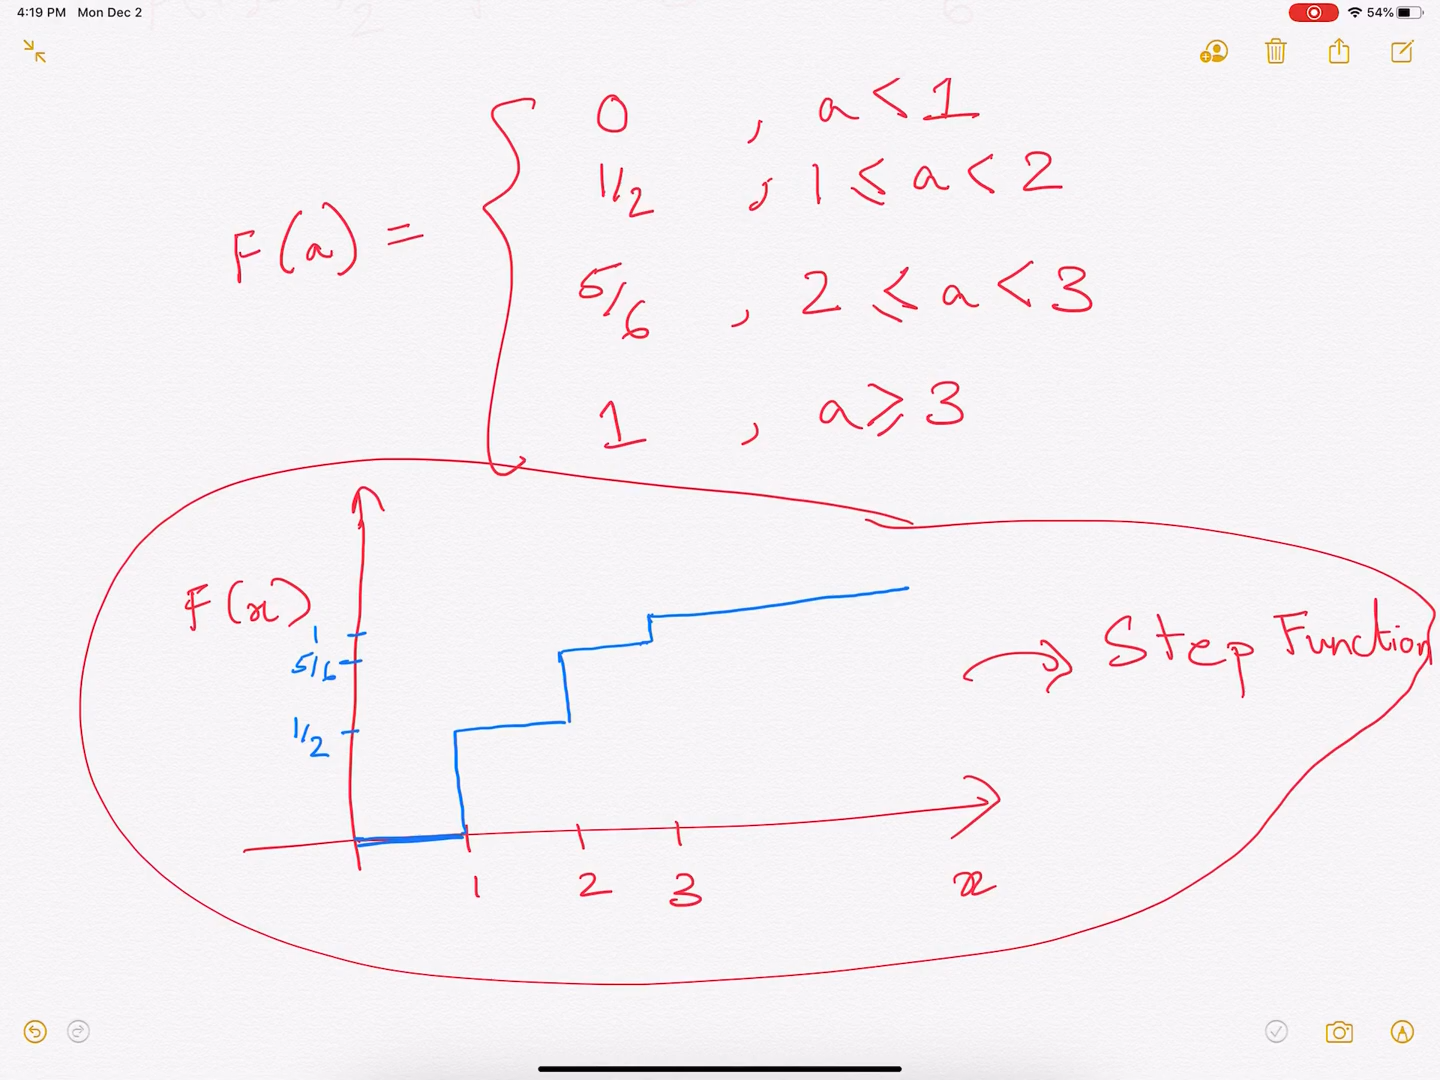 4:19 PM Mon Dec 2
54%
0 , a < 1
1/2 , 1 ≤ a < 2
F(a) =
5/6 , 2 ≤ a < 3
1 , a ≥ 3
F(x)
1
5/6
1/2
Step Function
1 2 3 x